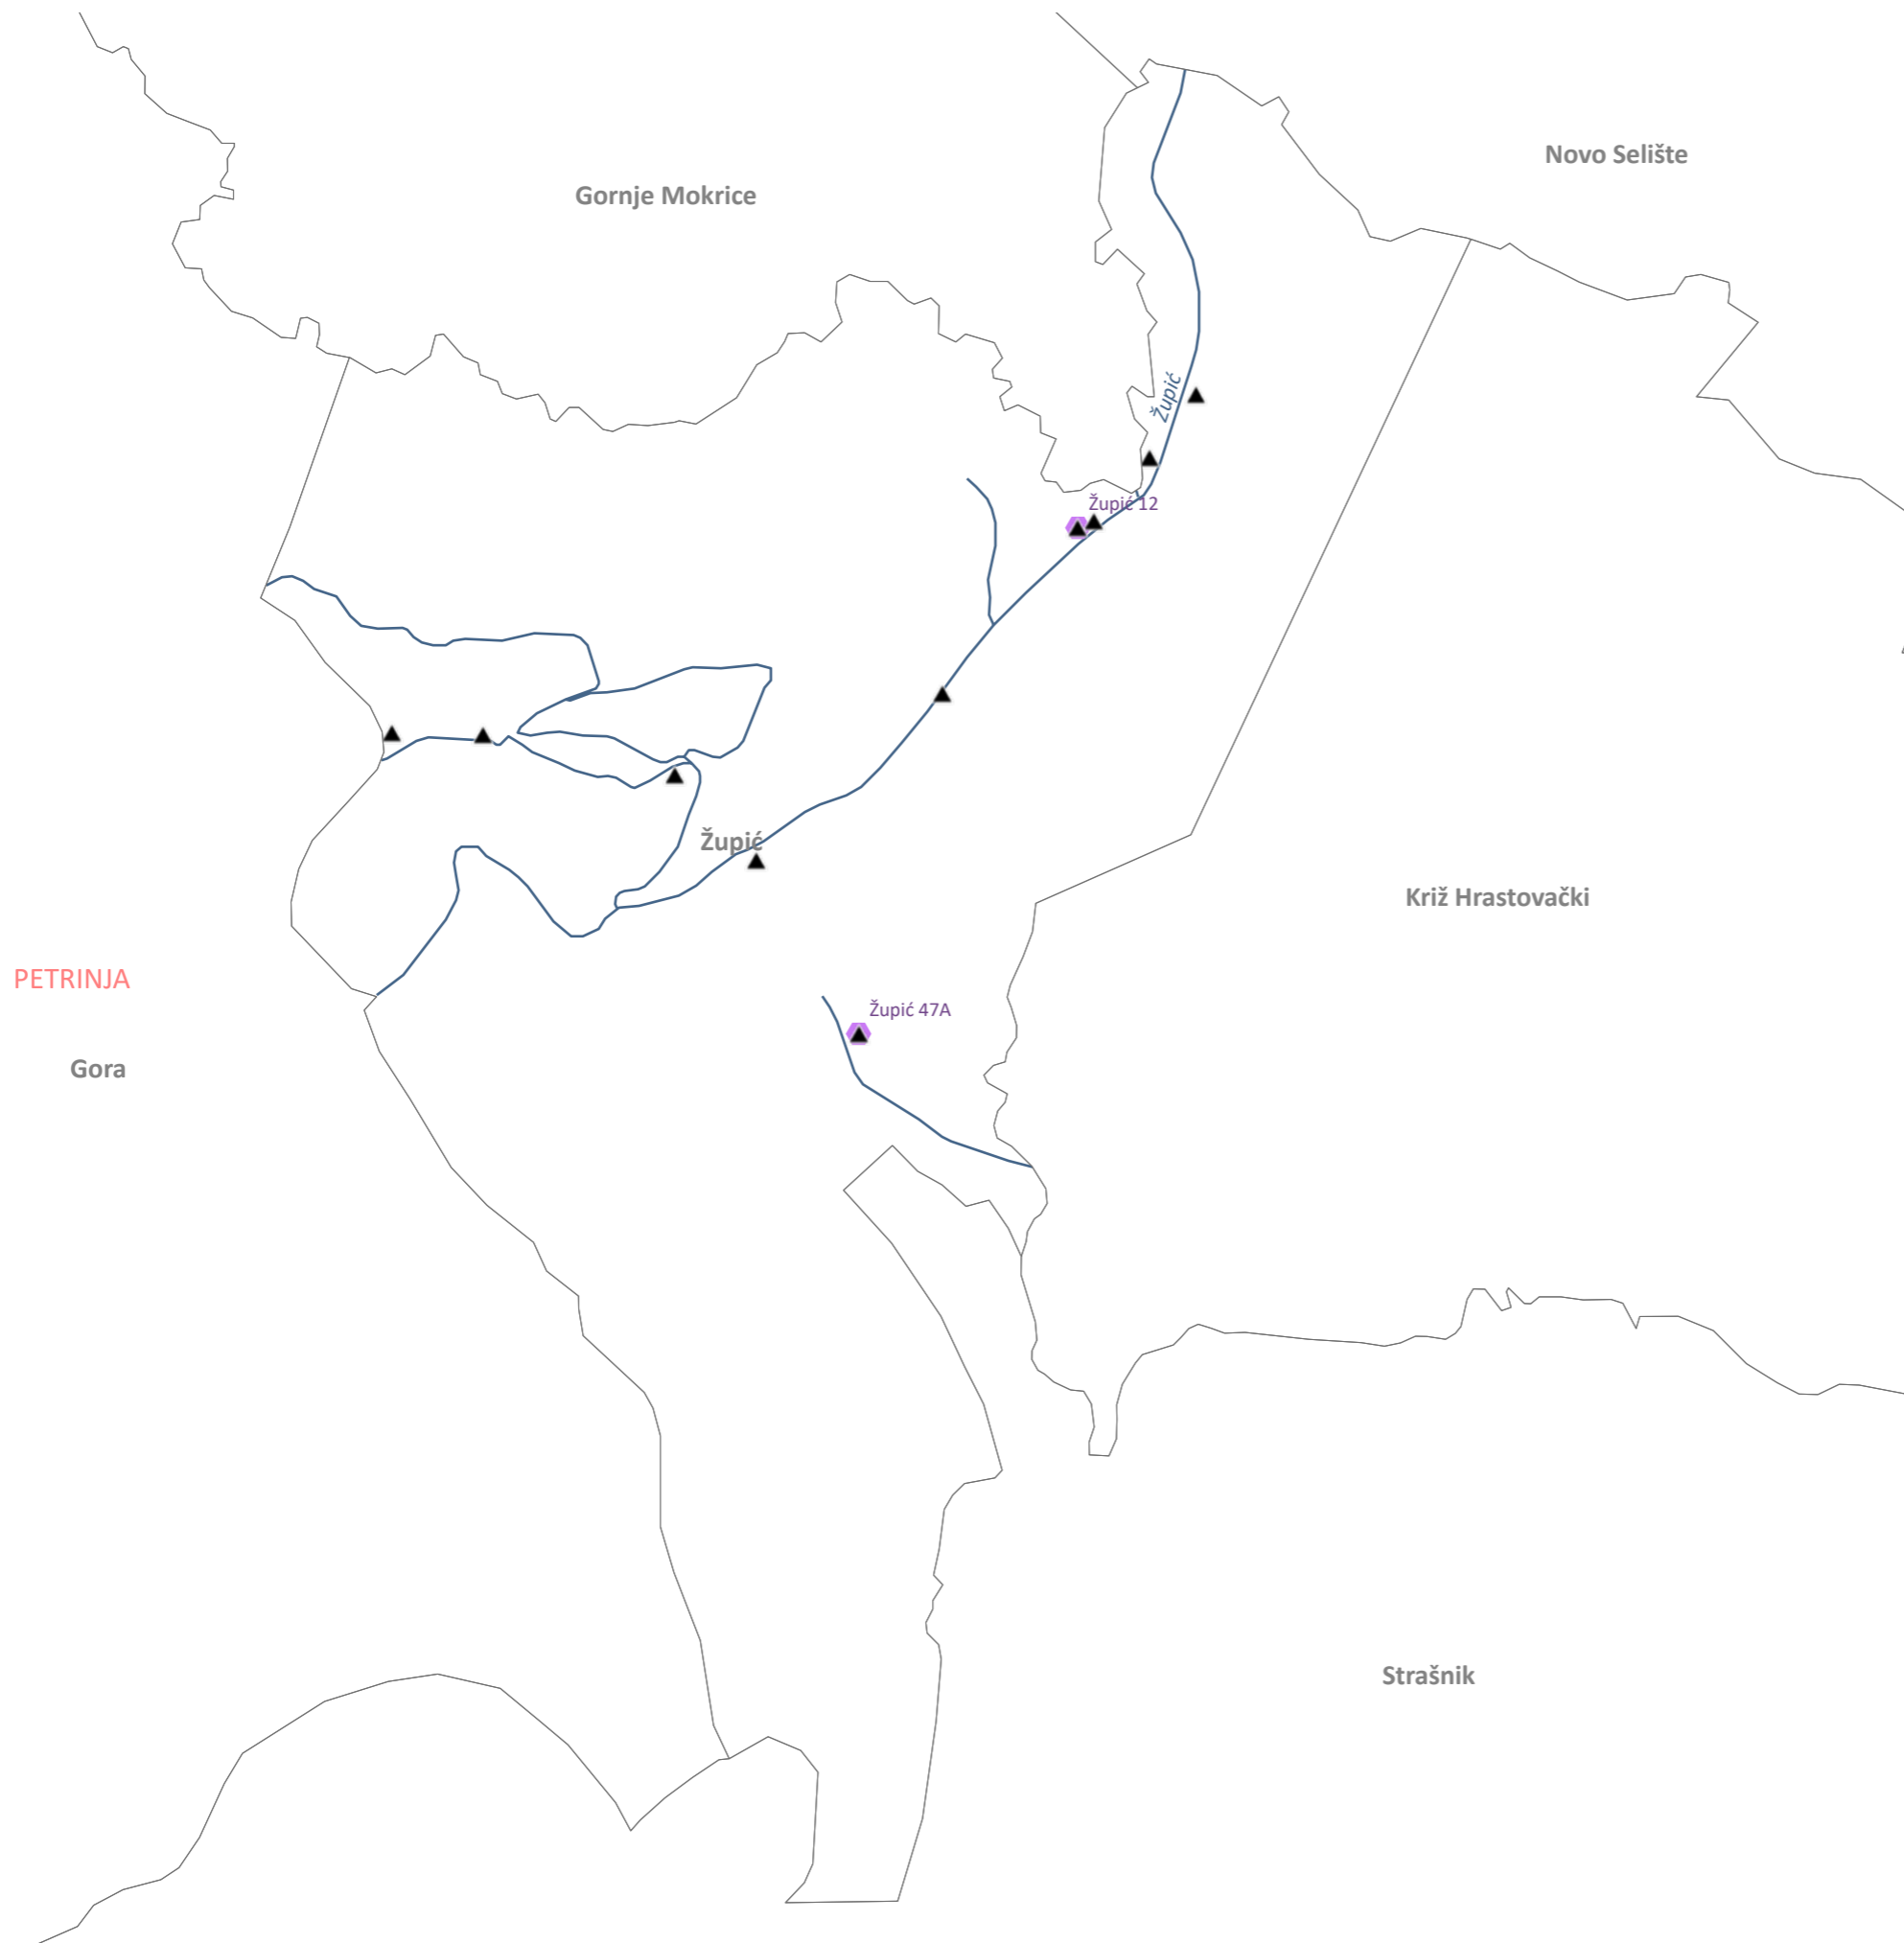 Novo Selište
Gornje Mokrice
Župić
Župić 12
Župić
Križ Hrastovački
PETRINJA
Župić 47A
Gora
Strašnik